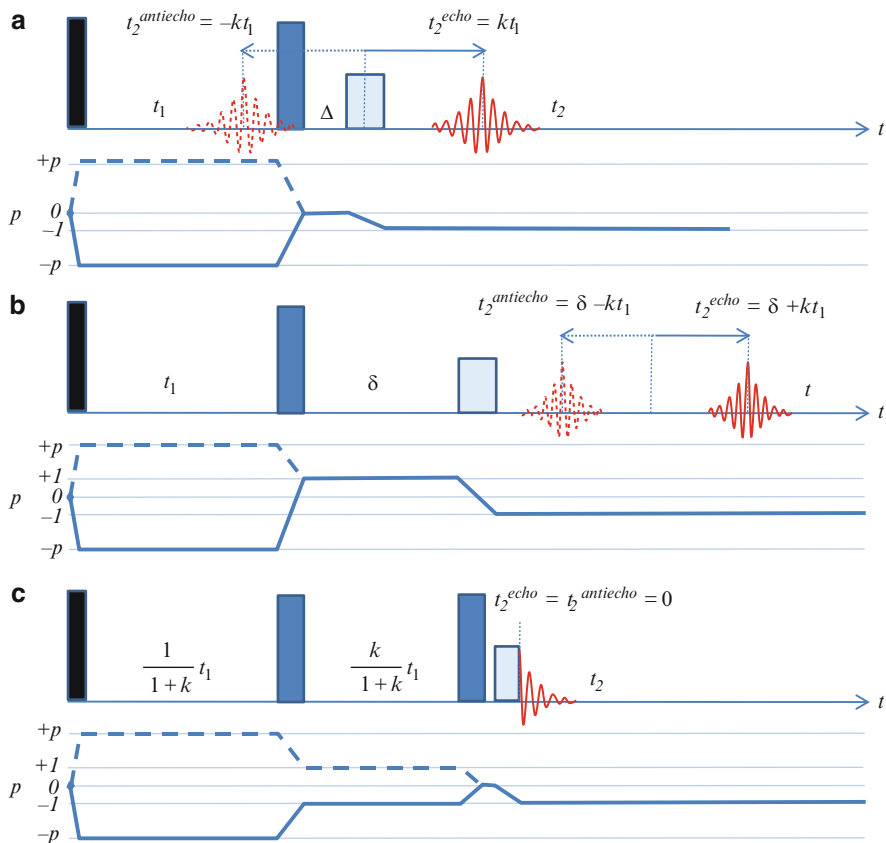 a
t₂ᵃⁿᵗⁱᵉᶜʰᵒ = –kt₁ t₂ᵉᶜʰᵒ = kt₁
t₁ Δ t₂ t
+p
p 0
–1
–p
b
t₂ᵃⁿᵗⁱᵉᶜʰᵒ = δ –kt₁ t₂ᵉᶜʰᵒ = δ +kt₁
t₁ δ t
t
+p
+1
p 0
–1
–p
c
t₂ᵉᶜʰᵒ = t₂ᵃⁿᵗⁱᵉᶜʰᵒ = 0
1/(1 + k) t₁ k/(1 + k) t₁ t₂
t
+p
+1
p 0
–1
–p